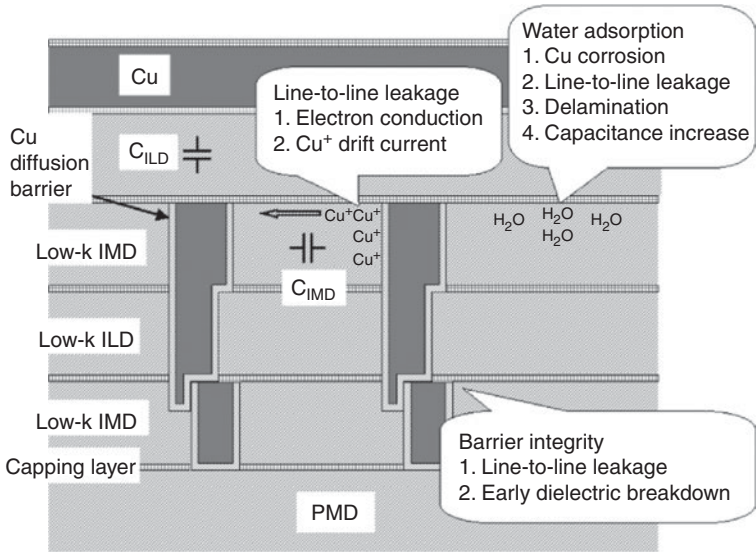 Water adsorption
1. Cu corrosion
2. Line-to-line leakage
3. Delamination
4. Capacitance increase
Cu
Line-to-line leakage
1. Electron conduction
2. Cu⁺ drift current
Cu
diffusion
barrier
C_ILD
Cu⁺Cu⁺
Cu⁺
Cu⁺
H₂O H₂O H₂O
H₂O
Low-k IMD
C_IMD
Low-k ILD
Low-k IMD
Capping layer
Barrier integrity
1. Line-to-line leakage
2. Early dielectric breakdown
PMD